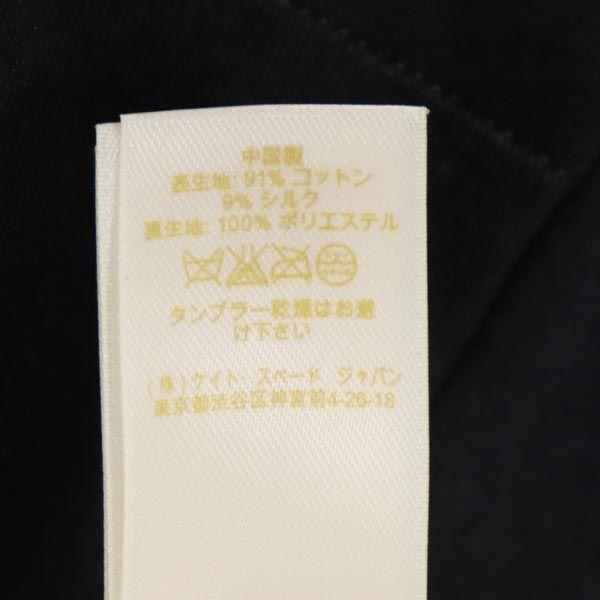 中国製
表生地: 91% コットン
9% シルク
裏生地: 100% ポリエステル
タンブラー乾燥はお避
け下さい
(株)ケイト・スペード ジャパン
東京都渋谷区神宮前4-26-18